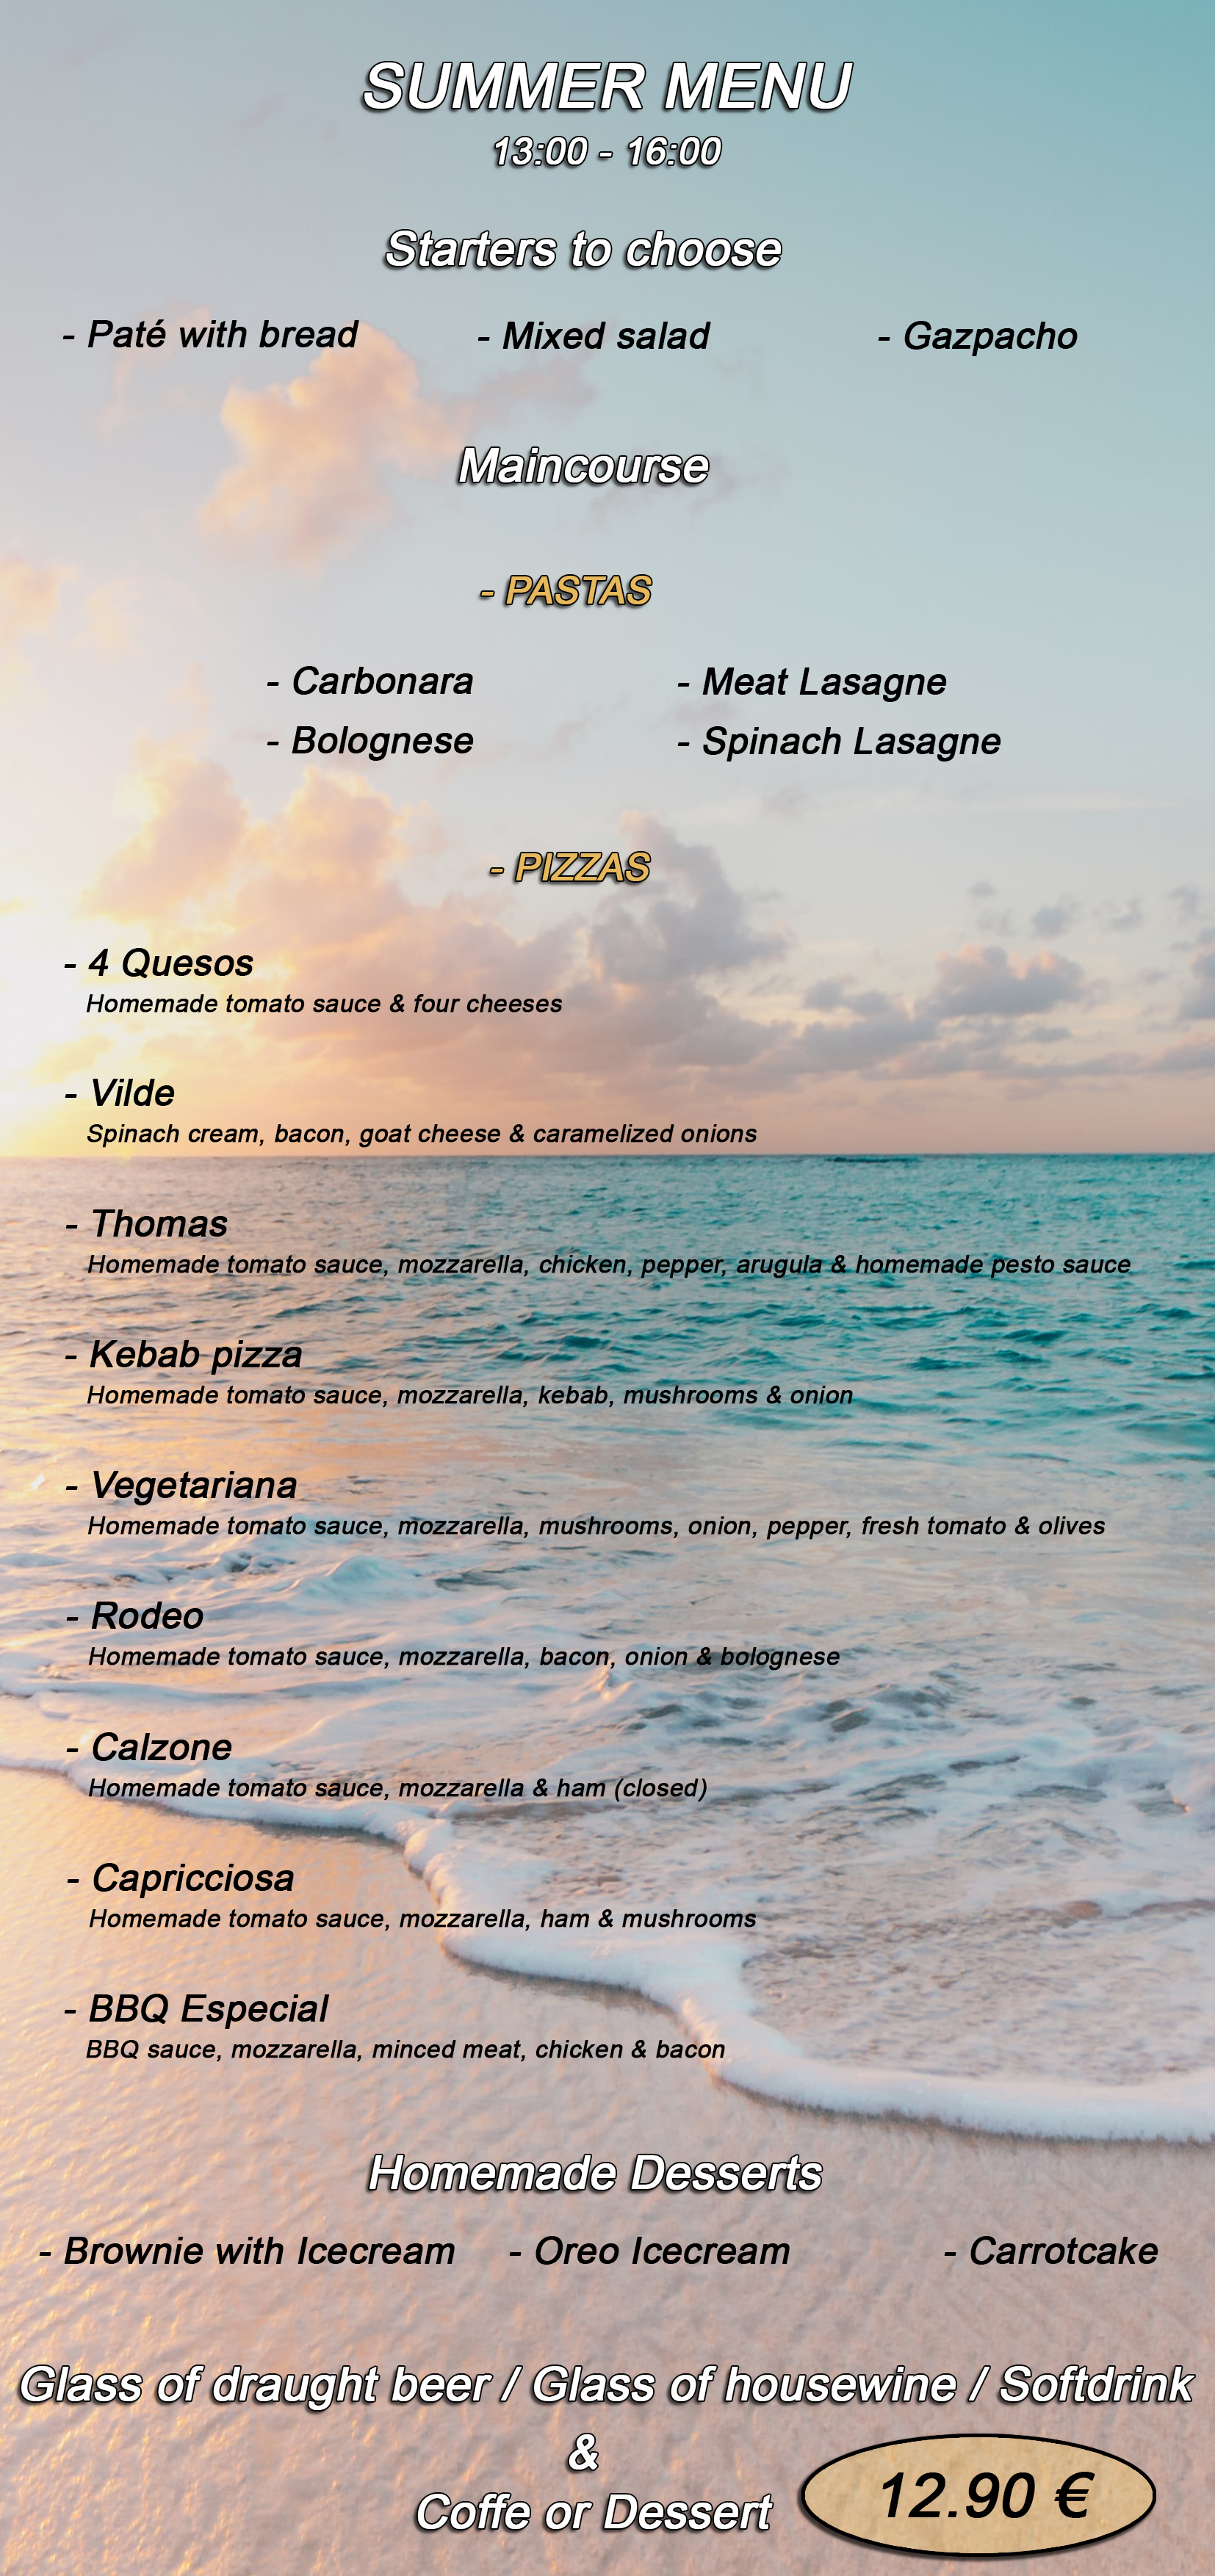 SUMMER MENU
13:00 - 16:00
Starters to choose
- Paté with bread - Mixed salad - Gazpacho
Maincourse
- PASTAS
- Carbonara - Meat Lasagne
- Bolognese - Spinach Lasagne
- PIZZAS
- 4 Quesos
Homemade tomato sauce & four cheeses
- Vilde
Spinach cream, bacon, goat cheese & caramelized onions
- Thomas
Homemade tomato sauce, mozzarella, chicken, pepper, arugula & homemade pesto sauce
- Kebab pizza
Homemade tomato sauce, mozzarella, kebab, mushrooms & onion
- Vegetariana
Homemade tomato sauce, mozzarella, mushrooms, onion, pepper, fresh tomato & olives
- Rodeo
Homemade tomato sauce, mozzarella, bacon, onion & bolognese
- Calzone
Homemade tomato sauce, mozzarella & ham (closed)
- Capricciosa
Homemade tomato sauce, mozzarella, ham & mushrooms
- BBQ Especial
BBQ sauce, mozzarella, minced meat, chicken & bacon
Homemade Desserts
- Brownie with Icecream - Oreo Icecream - Carrotcake
Glass of draught beer / Glass of housewine / Softdrink
&
Coffe or Dessert
12.90 €